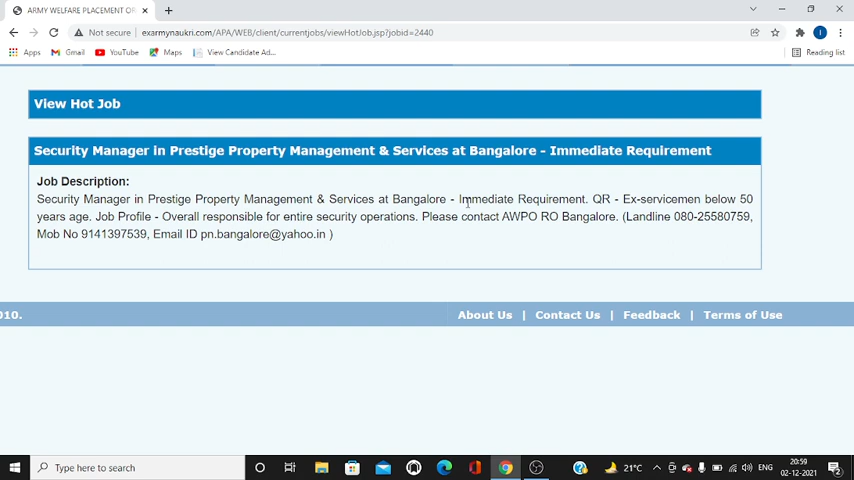 ARMY WELFARE PLACEMENT OR
Not secure
exarmynaukri.com/APA/WEB/client/currentjobs/viewHotJob.jsp?jobid=2440
Apps
Gmail
YouTube
Maps
View Candidate Ad...
Reading list
View Hot Job
Security Manager in Prestige Property Management & Services at Bangalore - Immediate Requirement
Job Description:
Security Manager in Prestige Property Management & Services at Bangalore - Immediate Requirement. QR - Ex-servicemen below 50
years age. Job Profile - Overall responsible for entire security operations. Please contact AWPO RO Bangalore. (Landline 080-25580759,
Mob No 9141397539, Email ID pn.bangalore@yahoo.in )
010.
About Us | Contact Us | Feedback | Terms of Use
Type here to search
21°C
ENG
20:59
02-12-2021
2